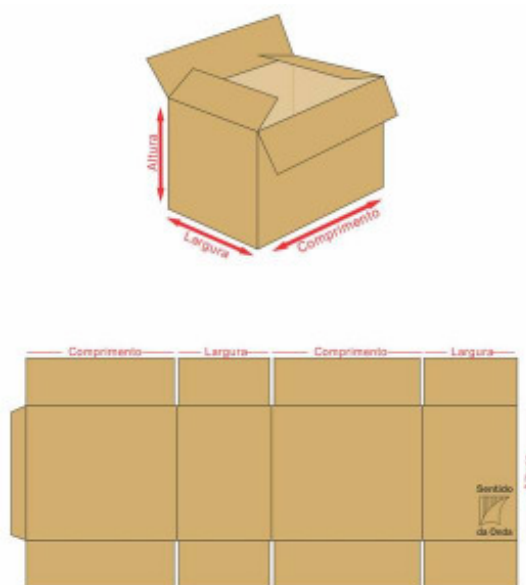 Altura
Largura
Comprimento
Comprimento
Largura
Comprimento
Largura
Sentido
da Onda